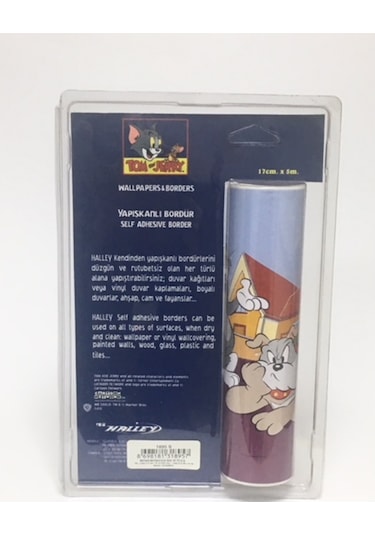 TOM and JERRY
WALLPAPERS&BORDERS
17cm. x 5m.
YAPIŞKANLI BORDÜR
SELF ADHESIVE BORDER
HALLEY Kendinden yapışkanlı bordürlerini
düzgün ve rutubetsiz olan her türlü
alana yapıştırabilirsiniz; duvar kağıtları
veya vinyl duvar kaplamaları, boyalı
duvarlar, ahşap, cam ve fayanslar...
HALLEY Self adhesive borders can be
used on all types of surfaces, when dry
and clean: wallpaper or vinyl wallcovering,
painted walls, wood, glass, plastic and
tiles...
HALLEY